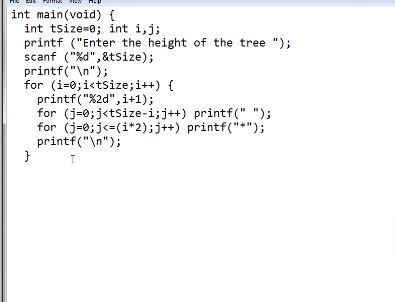 File Edit Format View Help
int main(void) {
int tSize=0; int i,j;
printf ("Enter the height of the tree ");
scanf ("%d",&tSize);
printf("\n");
for (i=0;i<tSize;i++) {
printf("%2d",i+1);
for (j=0;j<tSize-i;j++) printf(" ");
for (j=0;j<=(i*2);j++) printf("*");
printf("\n");
}